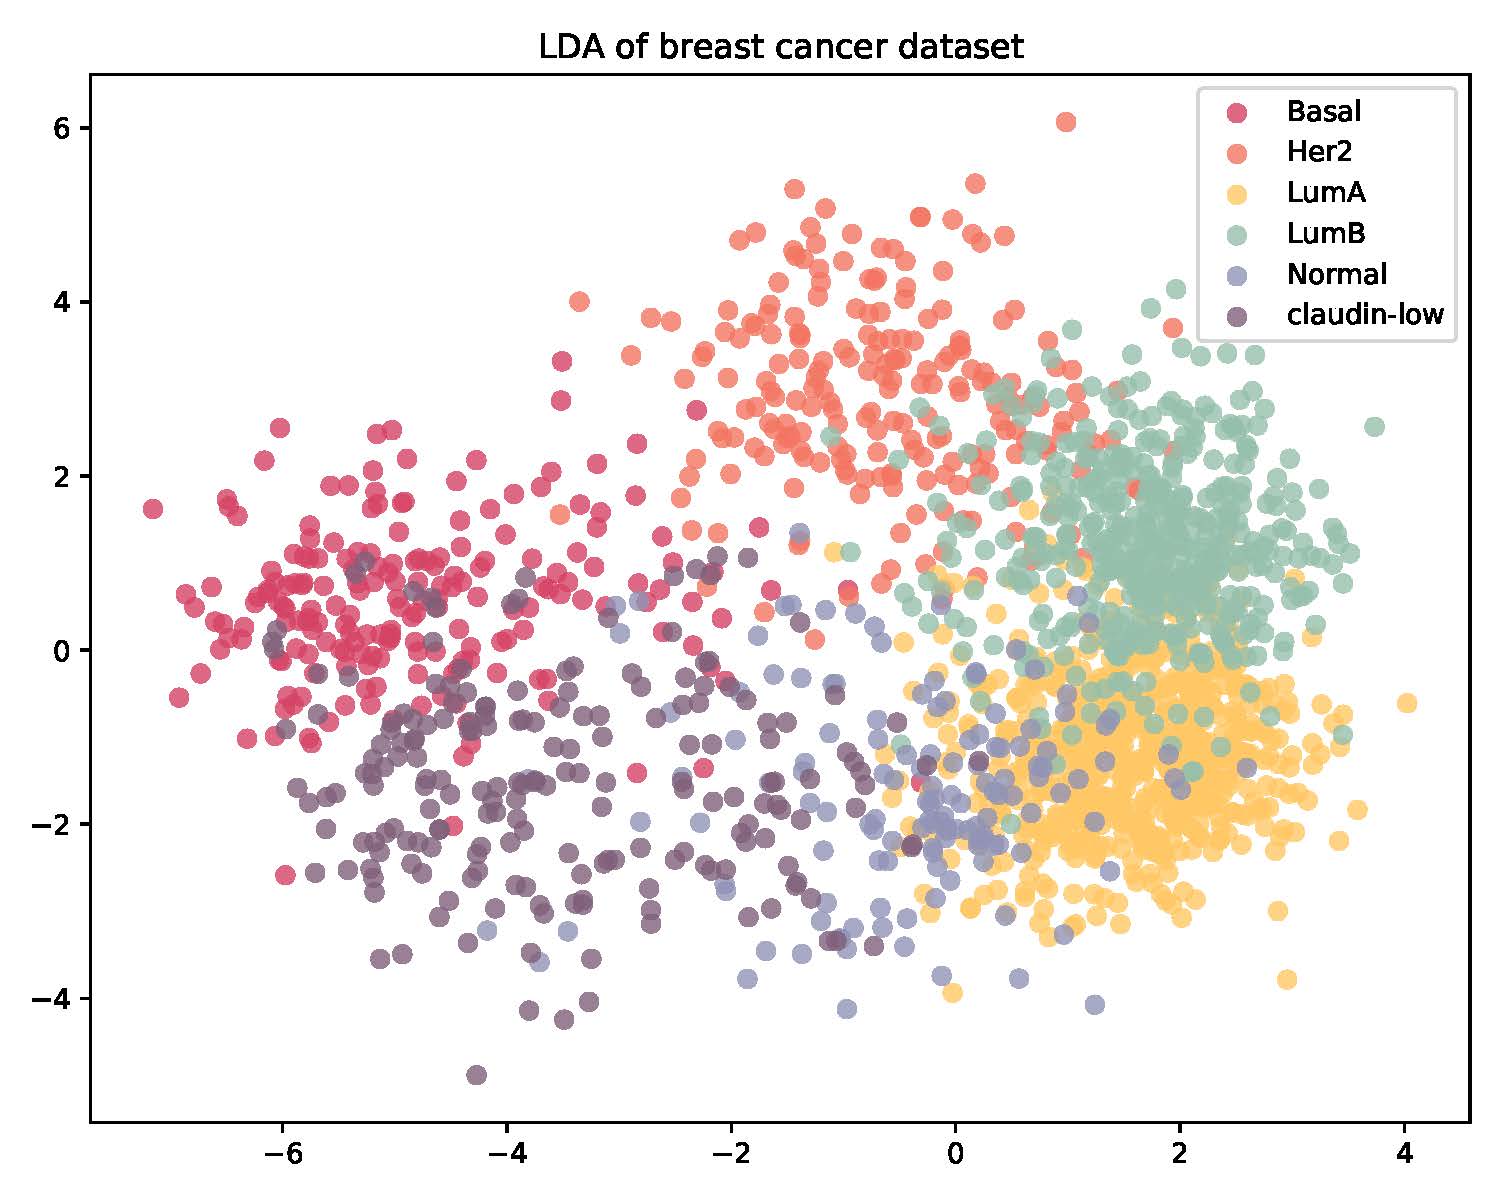 LDA of breast cancer dataset
Basal
Her2
LumA
LumB
Normal
claudin-low
6
4
2
0
−2
−4
−6 −4 −2 0 2 4